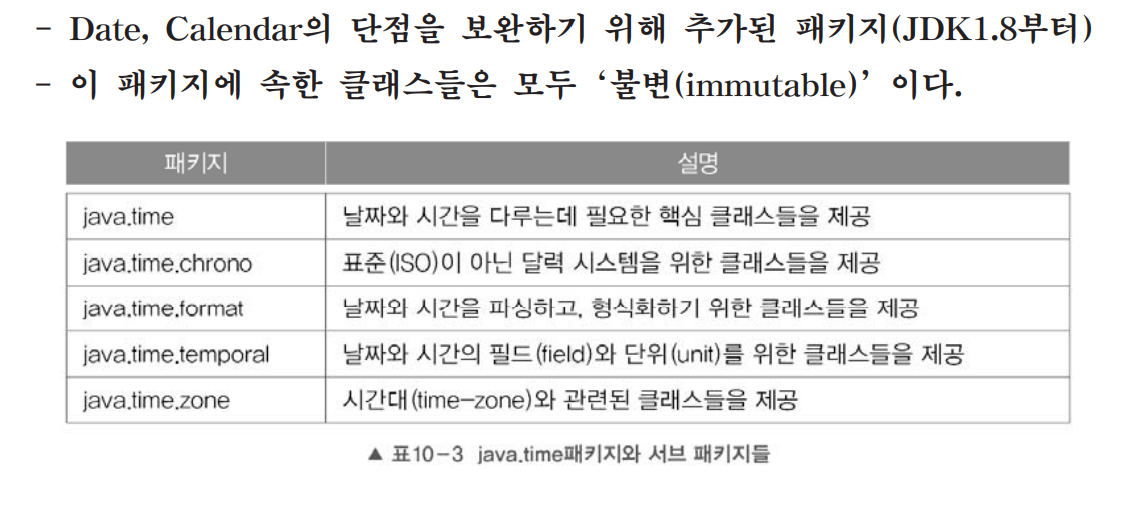 - Date, Calendar의 단점을 보완하기 위해 추가된 패키지(JDK1.8부터)
- 이 패키지에 속한 클래스들은 모두 ‘불변(immutable)’ 이다.
패키지 설명
java.time 날짜와 시간을 다루는데 필요한 핵심 클래스들을 제공
java.time.chrono 표준(ISO)이 아닌 달력 시스템을 위한 클래스들을 제공
java.time.format 날짜와 시간을 파싱하고, 형식화하기 위한 클래스들을 제공
java.time.temporal 날짜와 시간의 필드(field)와 단위(unit)를 위한 클래스들을 제공
java.time.zone 시간대(time-zone)와 관련된 클래스들을 제공
▲ 표10-3 java.time패키지와 서브 패키지들